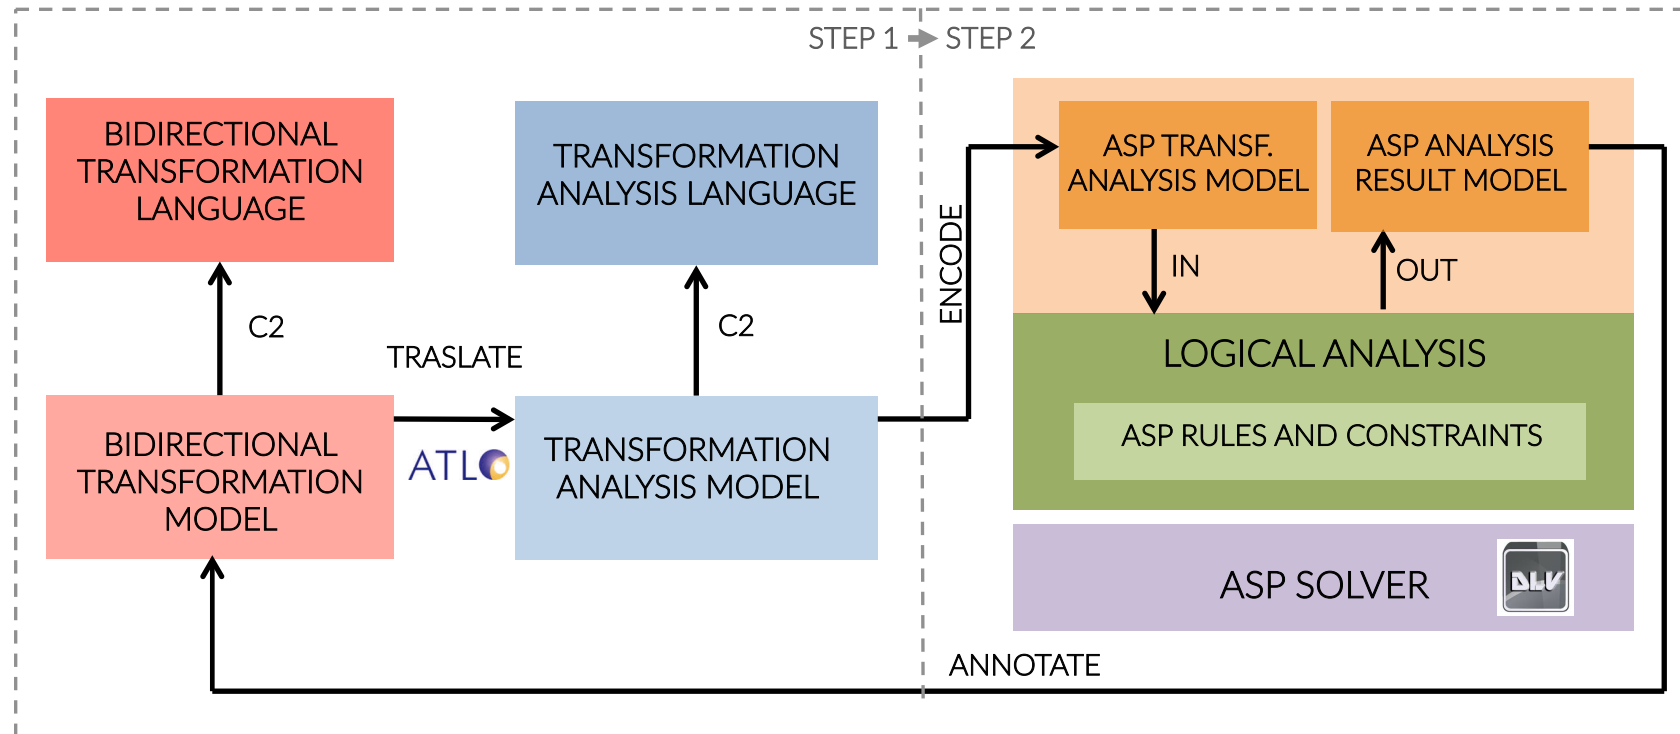 STEP 1
STEP 2
BIDIRECTIONAL
TRANSFORMATION
LANGUAGE
TRANSFORMATION
ANALYSIS LANGUAGE
ASP TRANSF.
ANALYSIS MODEL
ASP ANALYSIS
RESULT MODEL
ENCODE
IN
OUT
C2
C2
TRASLATE
LOGICAL ANALYSIS
ASP RULES AND CONSTRAINTS
BIDIRECTIONAL
TRANSFORMATION
MODEL
ATL
TRANSFORMATION
ANALYSIS MODEL
ASP SOLVER
DLV
ANNOTATE